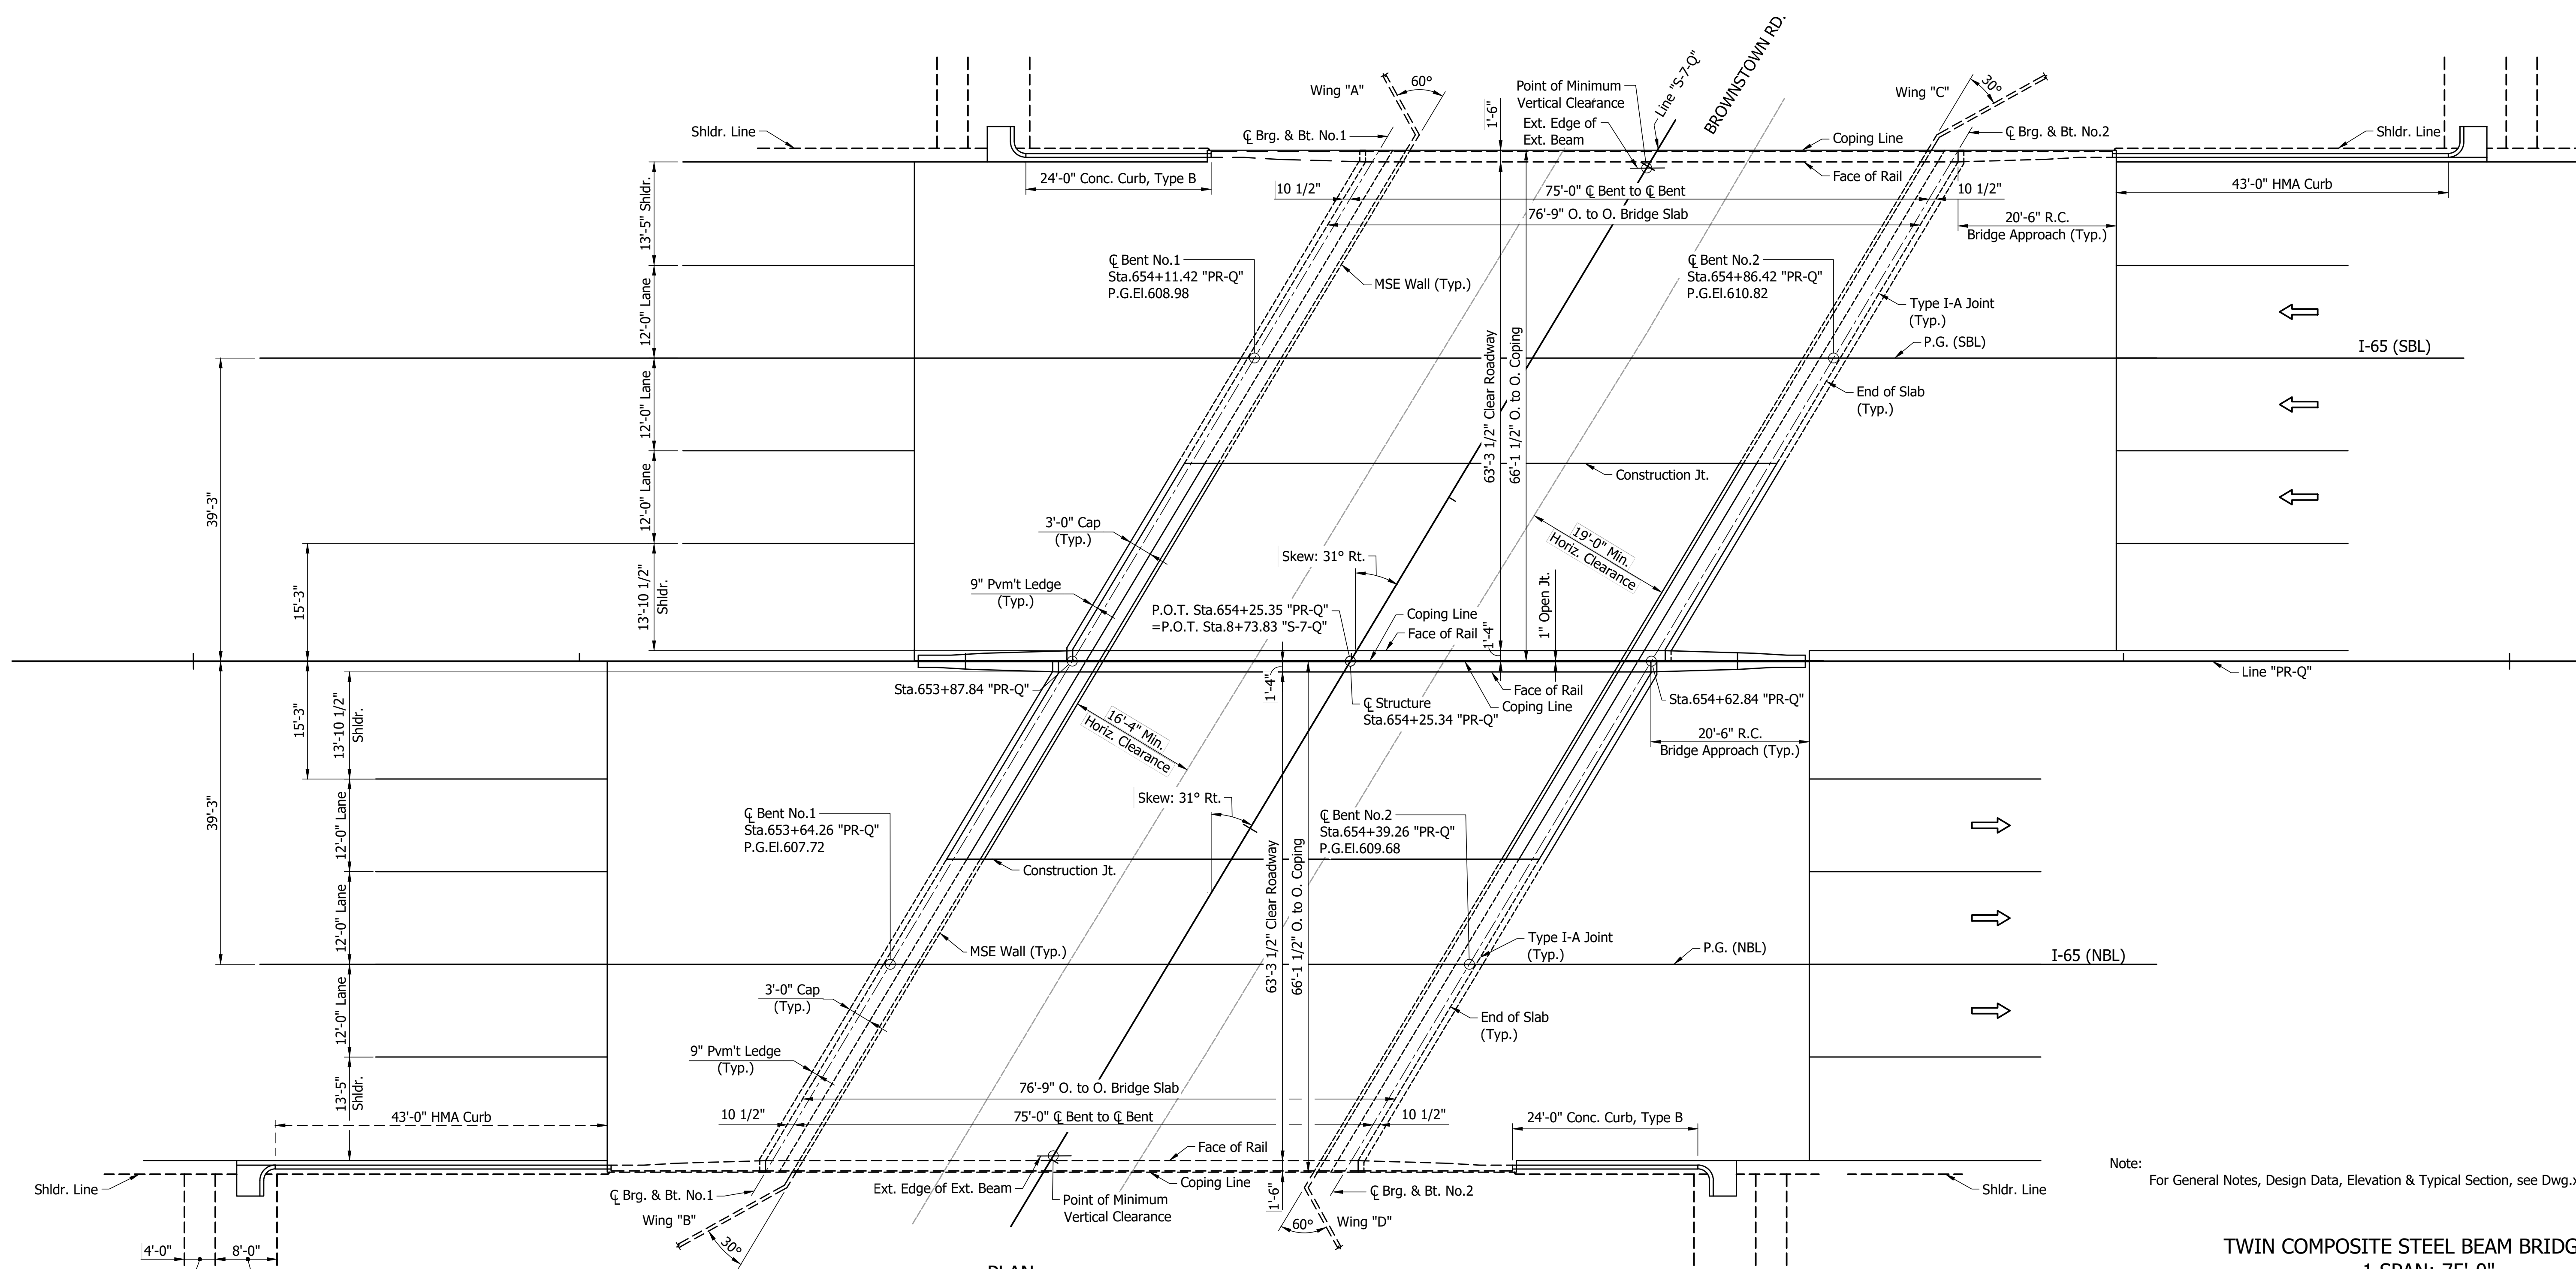 BROWNSTOWN RD.
Line "S-7-Q"
Wing "A"
60°
Point of Minimum
Vertical Clearance
Ext. Edge of
Ext. Beam
1'-6"
Wing "C"
30°
Shldr. Line
℄ Brg. & Bt. No.1
Coping Line
℄ Brg. & Bt. No.2
Shldr. Line
24'-0" Conc. Curb, Type B
Face of Rail
10 1/2"
75'-0" ℄ Bent to ℄ Bent
10 1/2"
43'-0" HMA Curb
76'-9" O. to O. Bridge Slab
20'-6" R.C.
Bridge Approach (Typ.)
13'-5" Shldr.
℄ Bent No.1
Sta.654+11.42 "PR-Q"
P.G.El.608.98
MSE Wall (Typ.)
℄ Bent No.2
Sta.654+86.42 "PR-Q"
P.G.El.610.82
Type I-A Joint
(Typ.)
12'-0" Lane
P.G. (SBL)
I-65 (SBL)
63'-3 1/2" Clear Roadway
66'-1 1/2" O. to O. Coping
12'-0" Lane
End of Slab
(Typ.)
Construction Jt.
39'-3"
12'-0" Lane
3'-0" Cap
(Typ.)
19'-0" Min.
Horiz. Clearance
Skew: 31° Rt.
15'-3"
13'-10 1/2"
Shldr.
9" Pvm't Ledge
(Typ.)
P.O.T. Sta.654+25.35 "PR-Q"
=P.O.T. Sta.8+73.83 "S-7-Q"
Coping Line
Face of Rail
1'-4"
1" Open Jt.
Line "PR-Q"
Sta.653+87.84 "PR-Q"
1'-4"
Face of Rail
Coping Line
℄ Structure
Sta.654+25.34 "PR-Q"
Sta.654+62.84 "PR-Q"
15'-3"
13'-10 1/2"
Shldr.
16'-4" Min.
Horiz. Clearance
20'-6" R.C.
Bridge Approach (Typ.)
39'-3"
Skew: 31° Rt.
12'-0" Lane
℄ Bent No.1
Sta.653+64.26 "PR-Q"
P.G.El.607.72
℄ Bent No.2
Sta.654+39.26 "PR-Q"
P.G.El.609.68
Construction Jt.
63'-3 1/2" Clear Roadway
66'-1 1/2" O. to O. Coping
12'-0" Lane
MSE Wall (Typ.)
Type I-A Joint
(Typ.)
P.G. (NBL)
I-65 (NBL)
12'-0" Lane
3'-0" Cap
(Typ.)
End of Slab
(Typ.)
9" Pvm't Ledge
(Typ.)
13'-5"
Shldr.
76'-9" O. to O. Bridge Slab
43'-0" HMA Curb
10 1/2"
75'-0" ℄ Bent to ℄ Bent
10 1/2"
24'-0" Conc. Curb, Type B
Face of Rail
Shldr. Line
℄ Brg. & Bt. No.1
Ext. Edge of Ext. Beam
Coping Line
℄ Brg. & Bt. No.2
Shldr. Line
Point of Minimum
Vertical Clearance
1'-6"
Wing "B"
30°
60°
Wing "D"
4'-0"
8'-0"
PLAN
Note:
For General Notes, Design Data, Elevation & Typical Section, see Dwg.
TWIN COMPOSITE STEEL BEAM BRIDG
1 SPAN: 75'-0"